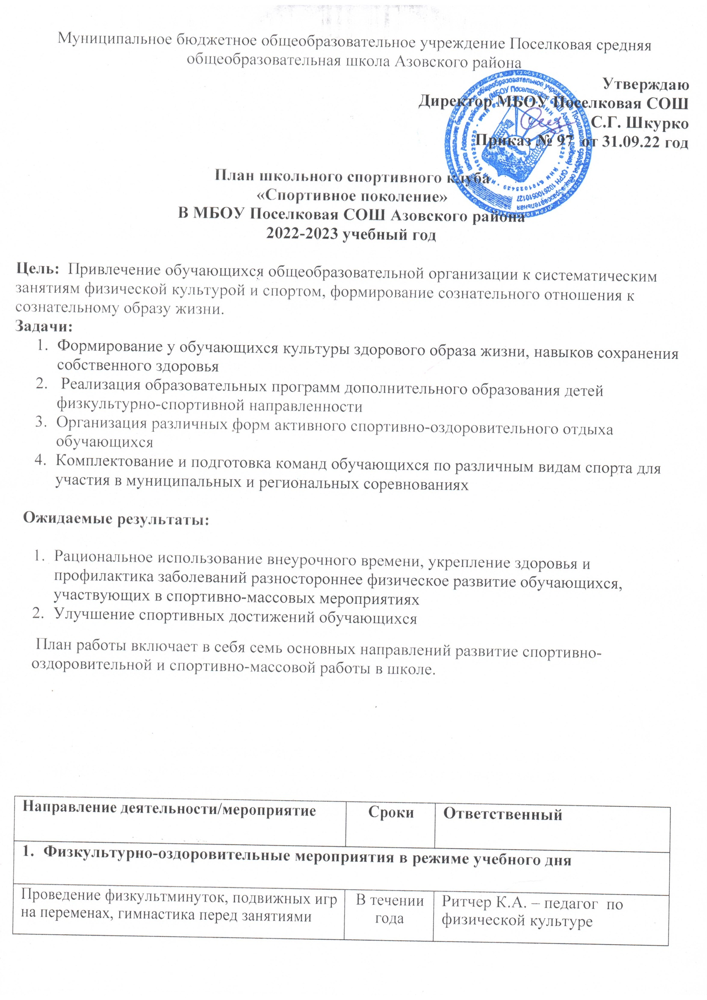 Муниципальное бюджетное общеобразовательное учреждение Поселковая средняя
общеобразовательная школа Азовского района
Утверждаю
Директор МБОУ Поселковая СОШ
С.Г. Шкурко
Приказ № 97 от 31.09.22 год
План школьного спортивного клуба
«Спортивное поколение»
В МБОУ Поселковая СОШ Азовского района
2022-2023 учебный год
Цель: Привлечение обучающихся общеобразовательной организации к систематическим
занятиям физической культурой и спортом, формирование сознательного отношения к
сознательному образу жизни.
Задачи:
1. Формирование у обучающихся культуры здорового образа жизни, навыков сохранения
собственного здоровья
2. Реализация образовательных программ дополнительного образования детей
физкультурно-спортивной направленности
3. Организация различных форм активного спортивно-оздоровительного отдыха
обучающихся
4. Комплектование и подготовка команд обучающихся по различным видам спорта для
участия в муниципальных и региональных соревнованиях
Ожидаемые результаты:
1. Рациональное использование внеурочного времени, укрепление здоровья и
профилактика заболеваний разностороннее физическое развитие обучающихся,
участвующих в спортивно-массовых мероприятиях
2. Улучшение спортивных достижений обучающихся
План работы включает в себя семь основных направлений развитие спортивно-
оздоровительной и спортивно-массовой работы в школе.
Направление деятельности/мероприятие
Сроки
Ответственный
1. Физкультурно-оздоровительные мероприятия в режиме учебного дня
Проведение физкультминуток, подвижных игр
на переменах, гимнастика перед занятиями
В течении
года
Ритчер К.А. – педагог по
физической культуре